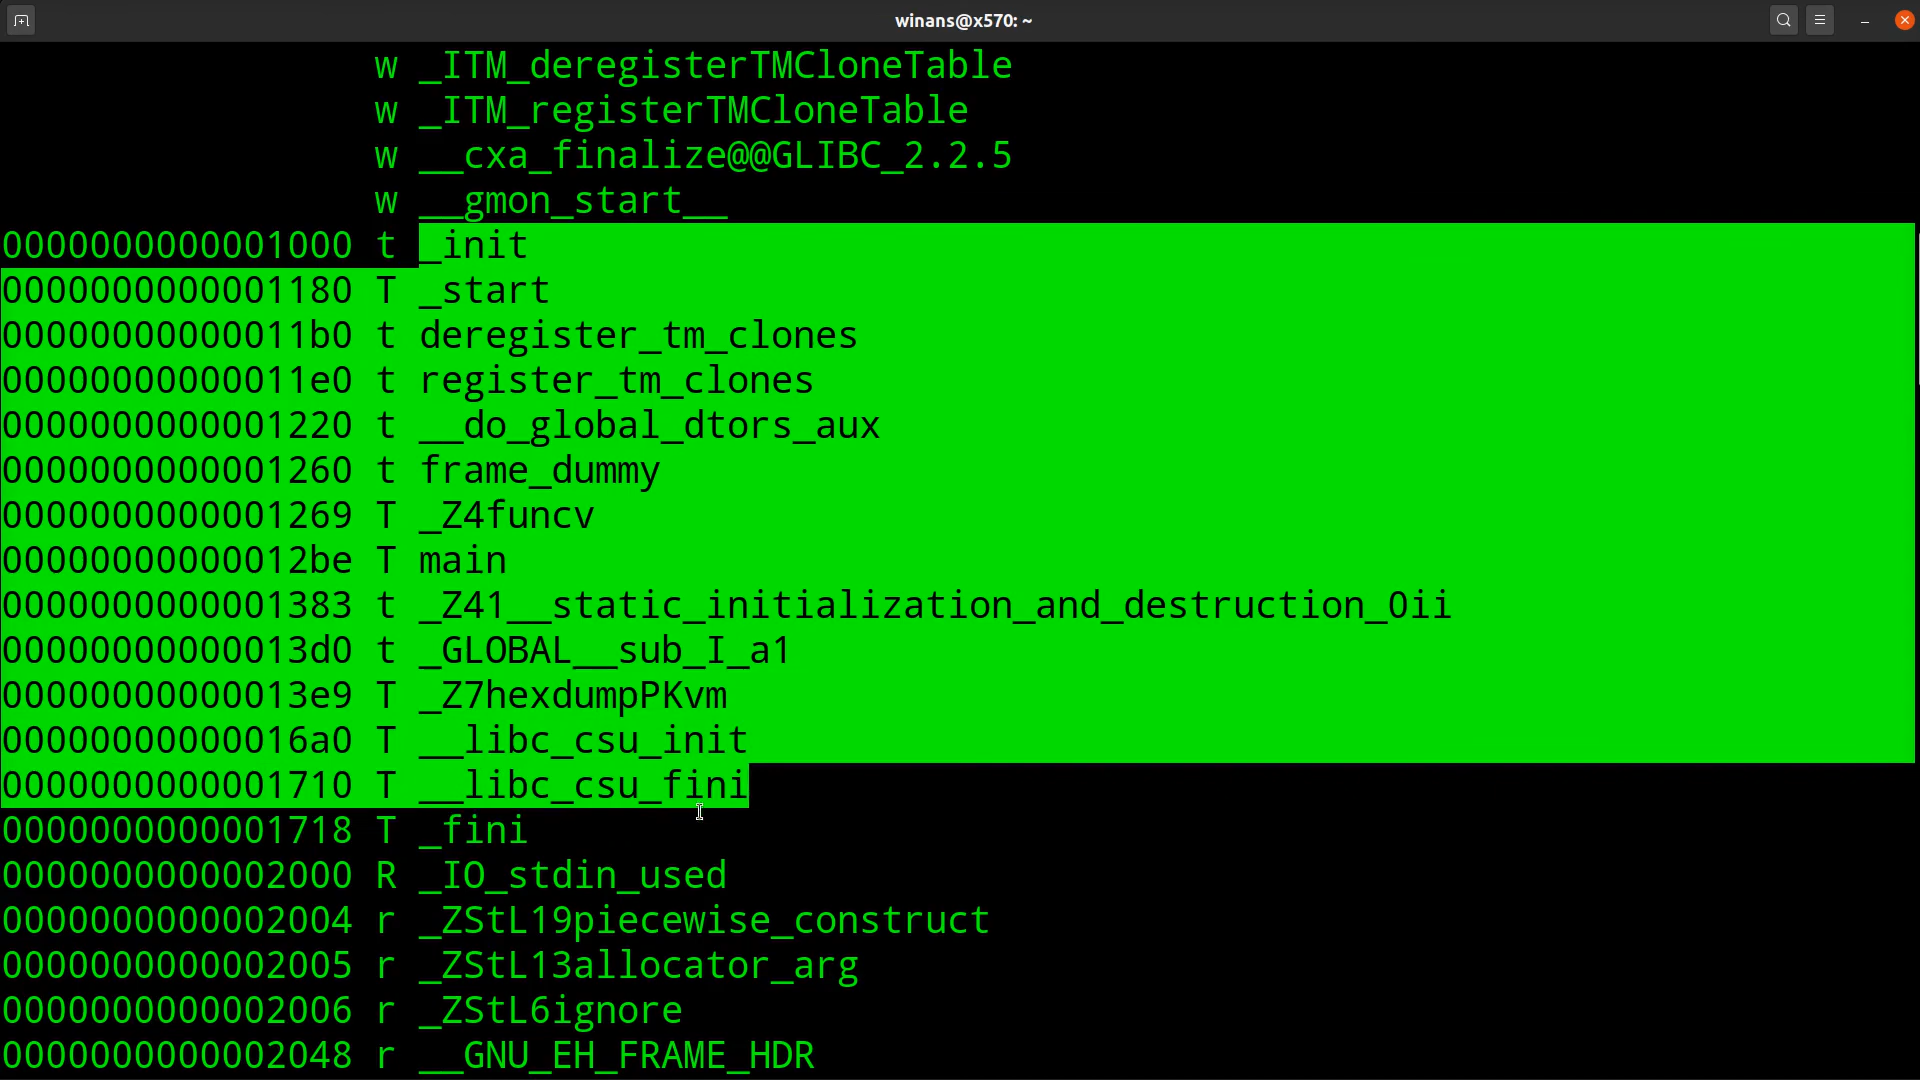 winans@x570: ~
w _ITM_deregisterTMCloneTable
w _ITM_registerTMCloneTable
w __cxa_finalize@@GLIBC_2.2.5
w __gmon_start__
0000000000001000 t _init
0000000000001180 T _start
00000000000011b0 t deregister_tm_clones
00000000000011e0 t register_tm_clones
0000000000001220 t __do_global_dtors_aux
0000000000001260 t frame_dummy
0000000000001269 T _Z4funcv
00000000000012be T main
0000000000001383 t _Z41__static_initialization_and_destruction_0ii
00000000000013d0 t _GLOBAL__sub_I_a1
00000000000013e9 T _Z7hexdumpPKvm
00000000000016a0 T __libc_csu_init
0000000000001710 T __libc_csu_fini
0000000000001718 T _fini
0000000000002000 R _IO_stdin_used
0000000000002004 r _ZStL19piecewise_construct
0000000000002005 r _ZStL13allocator_arg
0000000000002006 r _ZStL6ignore
0000000000002048 r __GNU_EH_FRAME_HDR